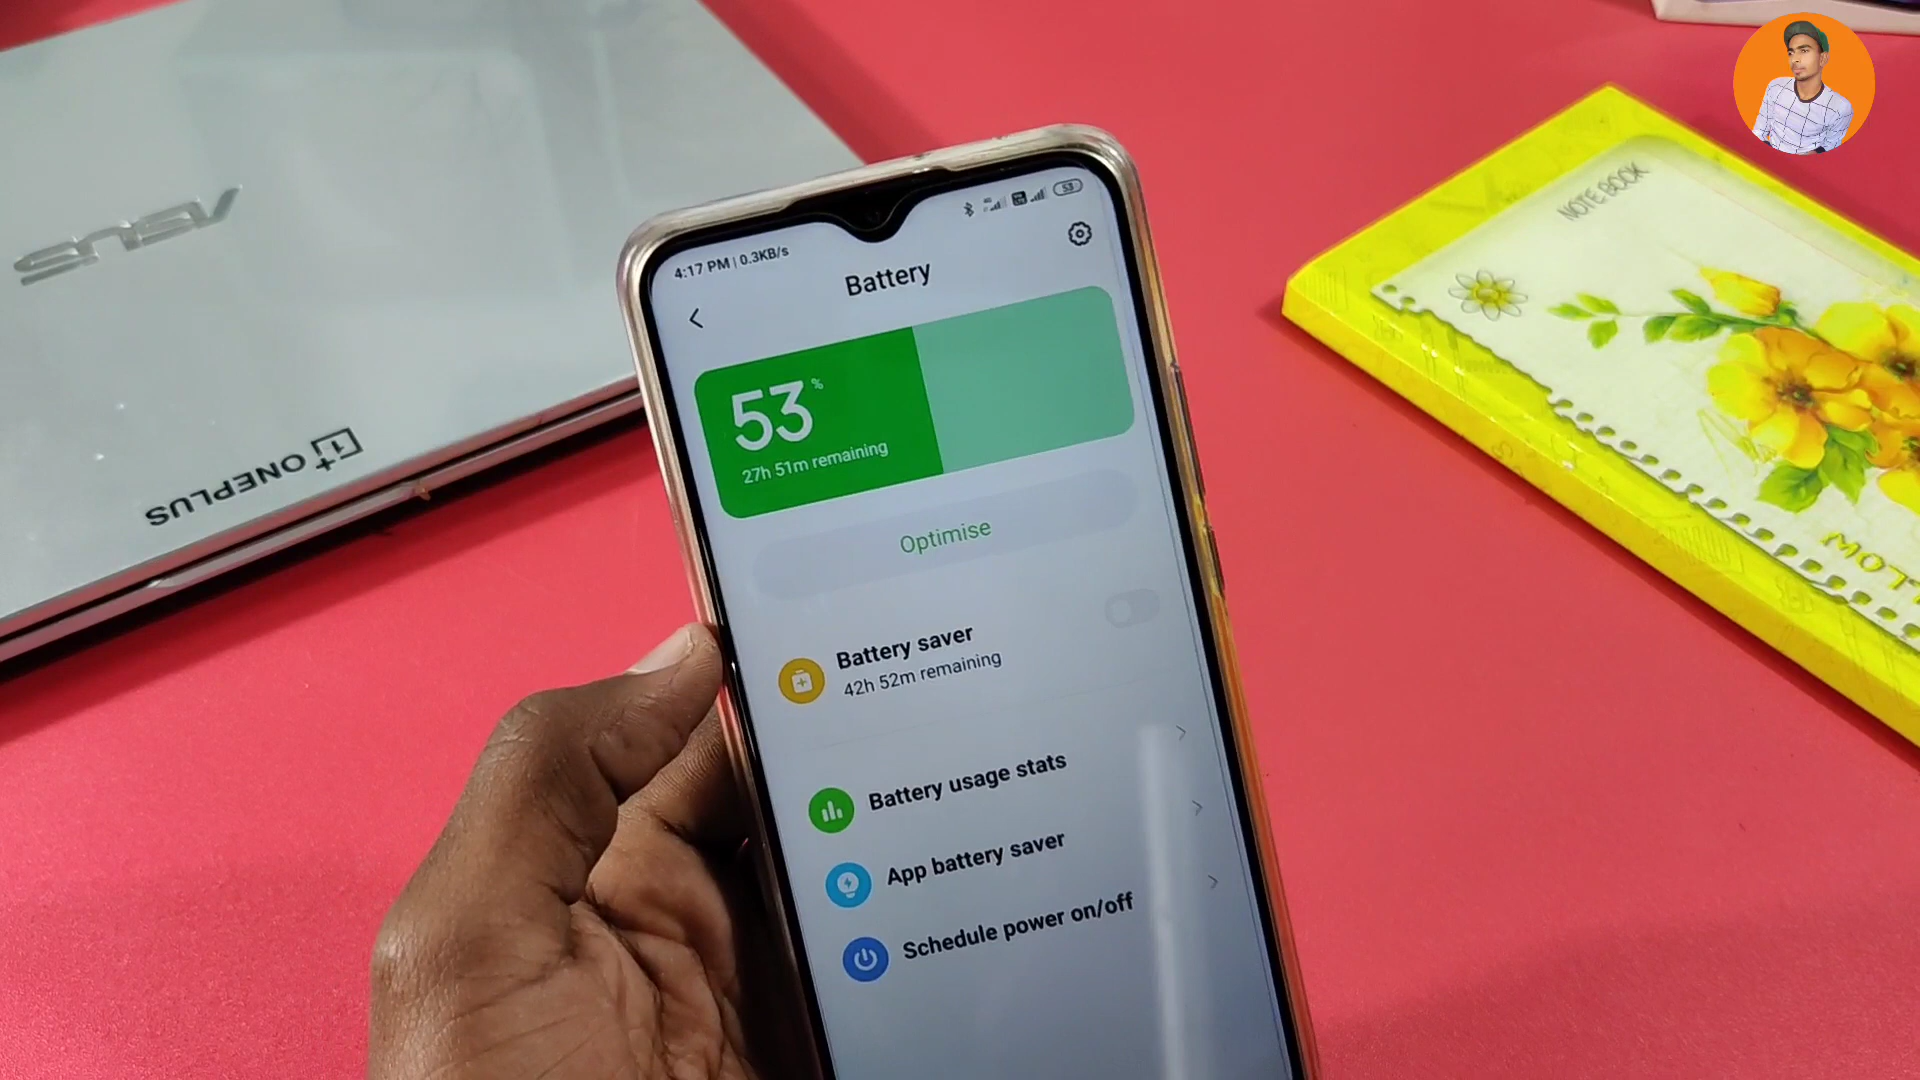 ASUS
ONEPLUS
NOTE BOOK
4:17 PM | 0.3KB/s
53
Battery
53%
27h 51m remaining
Optimise
Battery saver
42h 52m remaining
Battery usage stats
App battery saver
Schedule power on/off